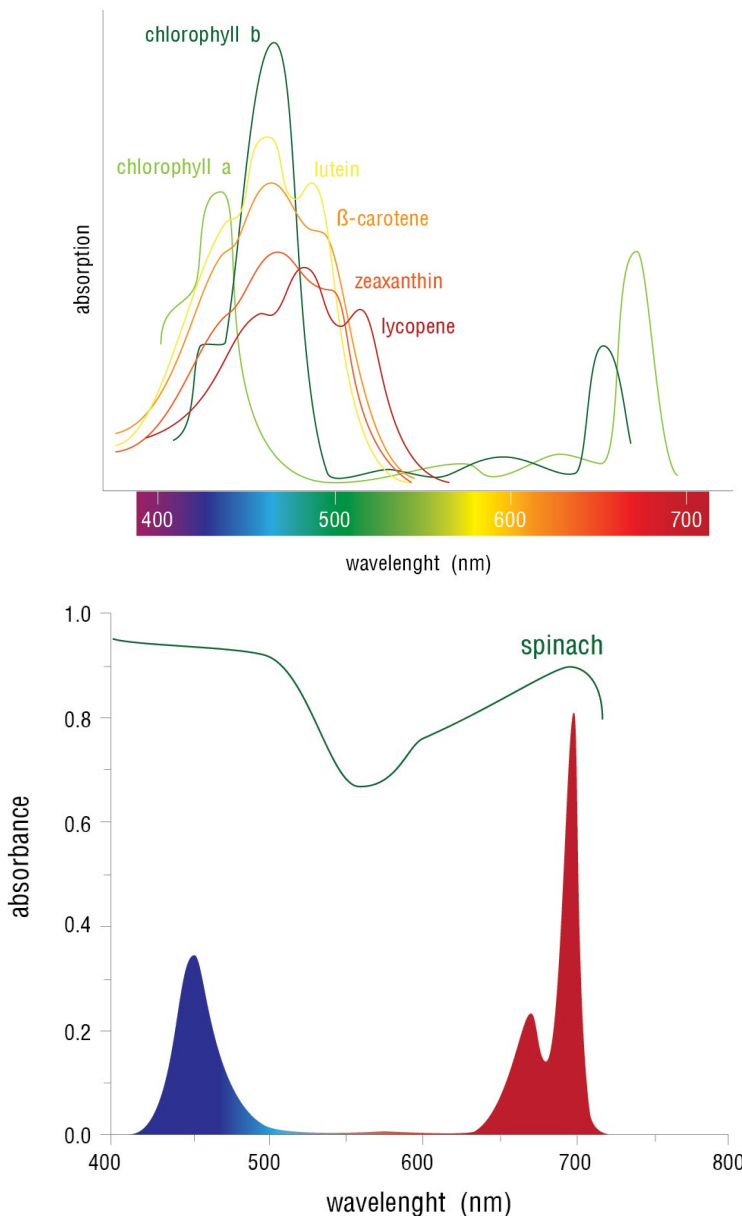 chlorophyll b
chlorophyll a
lutein
ß-carotene
zeaxanthin
lycopene
absorption
400 500 600 700
wavelenght (nm)
1.0
spinach
0.8
0.6
0.4
0.2
0.0
absorbance
400 500 600 700 800
wavelenght (nm)